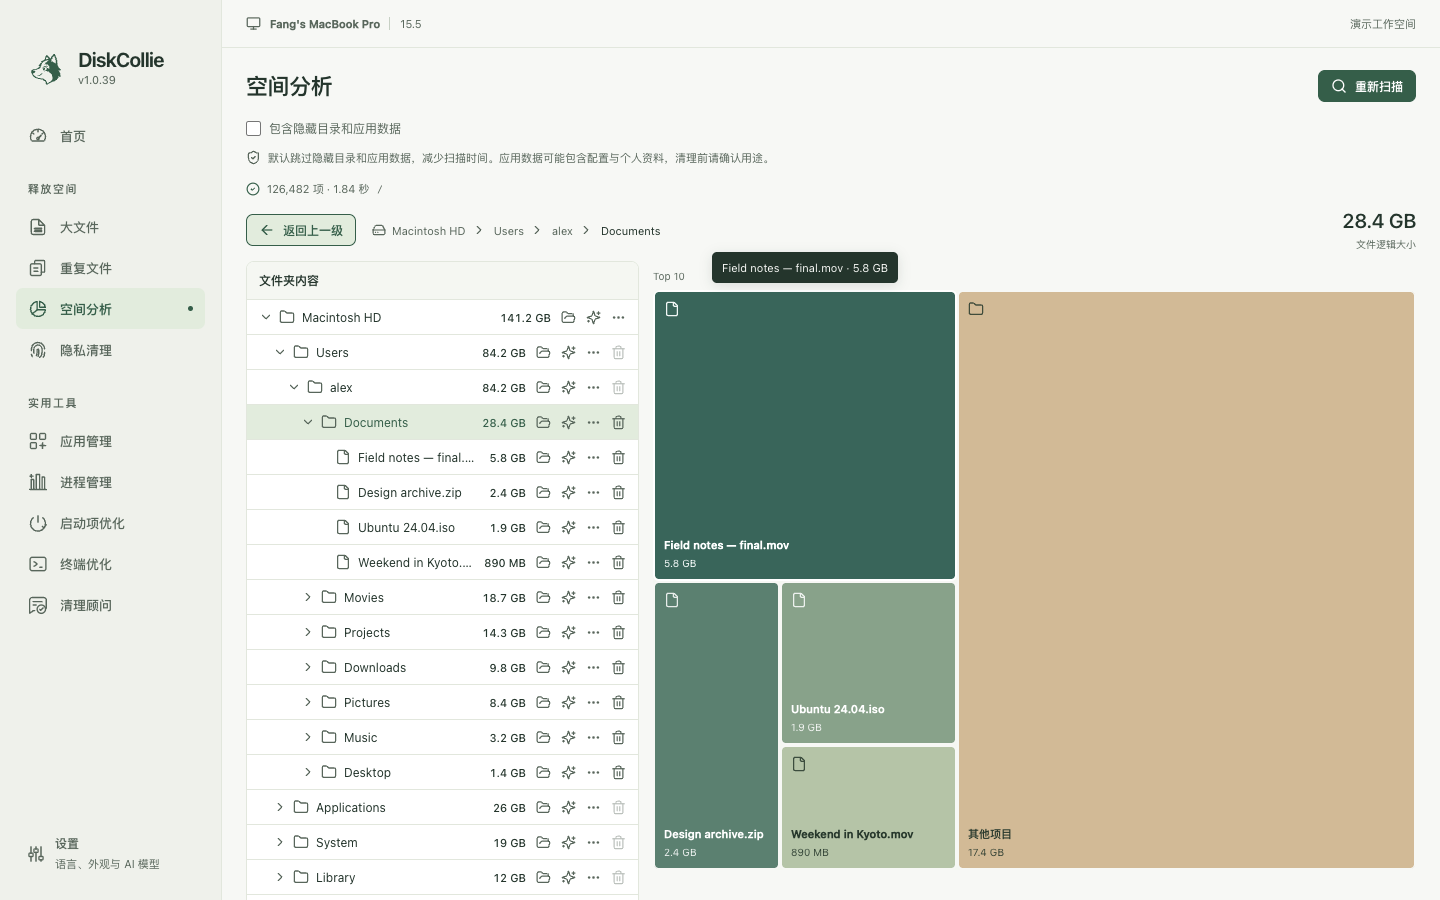 DiskCollie
v1.0.39
首页
释放空间
大文件
重复文件
空间分析
隐私清理
实用工具
应用管理
进程管理
启动项优化
终端优化
清理顾问
设置
语言、外观与 AI 模型
Fang's MacBook Pro
15.5
演示工作空间
空间分析
重新扫描
包含隐藏目录和应用数据
默认跳过隐藏目录和应用数据，减少扫描时间。应用数据可能包含配置与个人资料，清理前请确认用途。
126,482 项 · 1.84 秒 /
返回上一级
Macintosh HD
Users
alex
Documents
28.4 GB
文件逻辑大小
文件夹内容
Macintosh HD 141.2 GB
Users 84.2 GB
alex 84.2 GB
Documents 28.4 GB
Field notes — final.... 5.8 GB
Design archive.zip 2.4 GB
Ubuntu 24.04.iso 1.9 GB
Weekend in Kyoto.... 890 MB
Movies 18.7 GB
Projects 14.3 GB
Downloads 9.8 GB
Pictures 8.4 GB
Music 3.2 GB
Desktop 1.4 GB
Applications 26 GB
System 19 GB
Library 12 GB
Top 10
Field notes — final.mov · 5.8 GB
Field notes — final.mov
5.8 GB
Design archive.zip
2.4 GB
Ubuntu 24.04.iso
1.9 GB
Weekend in Kyoto.mov
890 MB
其他项目
17.4 GB